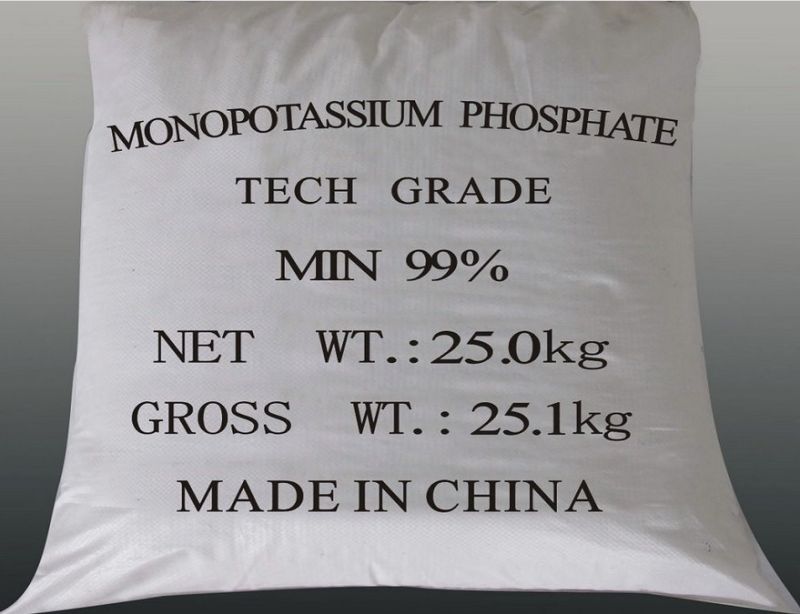 MONOPOTASSIUM PHOSPHATE
TECH GRADE
MIN 99%
NET WT.:25.0kg
GROSS WT.: 25.1kg
MADE IN CHINA